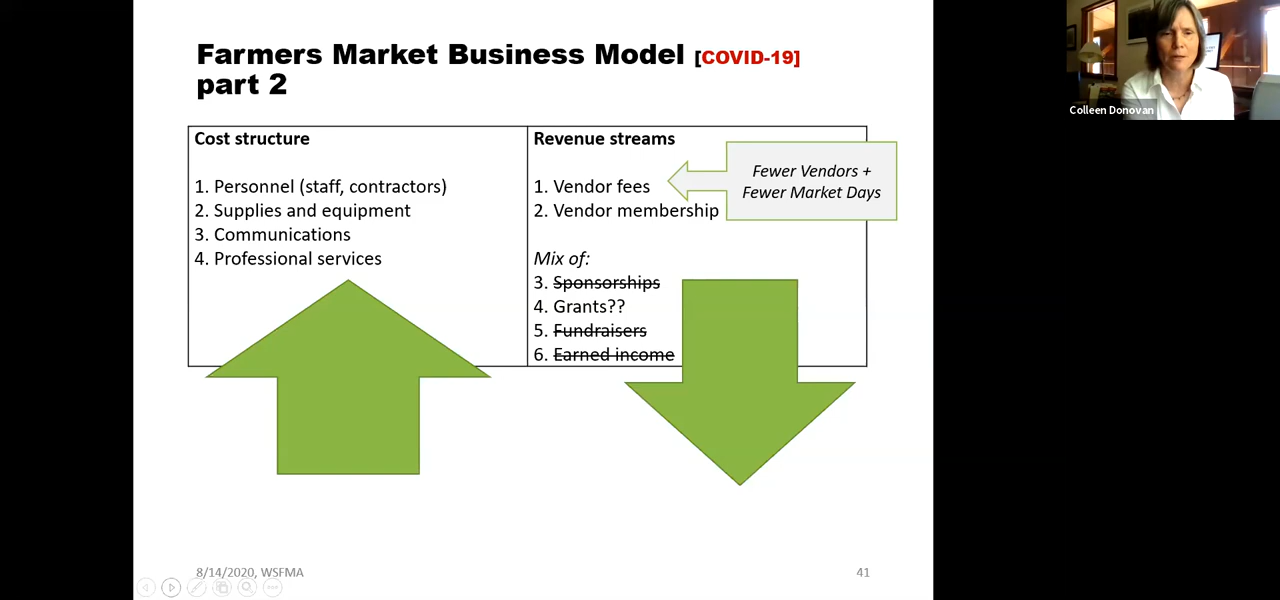 Farmers Market Business Model [COVID-19]
part 2
Cost structure
1. Personnel (staff, contractors)
2. Supplies and equipment
3. Communications
4. Professional services
Revenue streams
1. Vendor fees
2. Vendor membership
Mix of:
3. Sponsorships
4. Grants??
5. Fundraisers
6. Earned income
Fewer Vendors +
Fewer Market Days
8/14/2020, WSFMA
41
Colleen Donovan